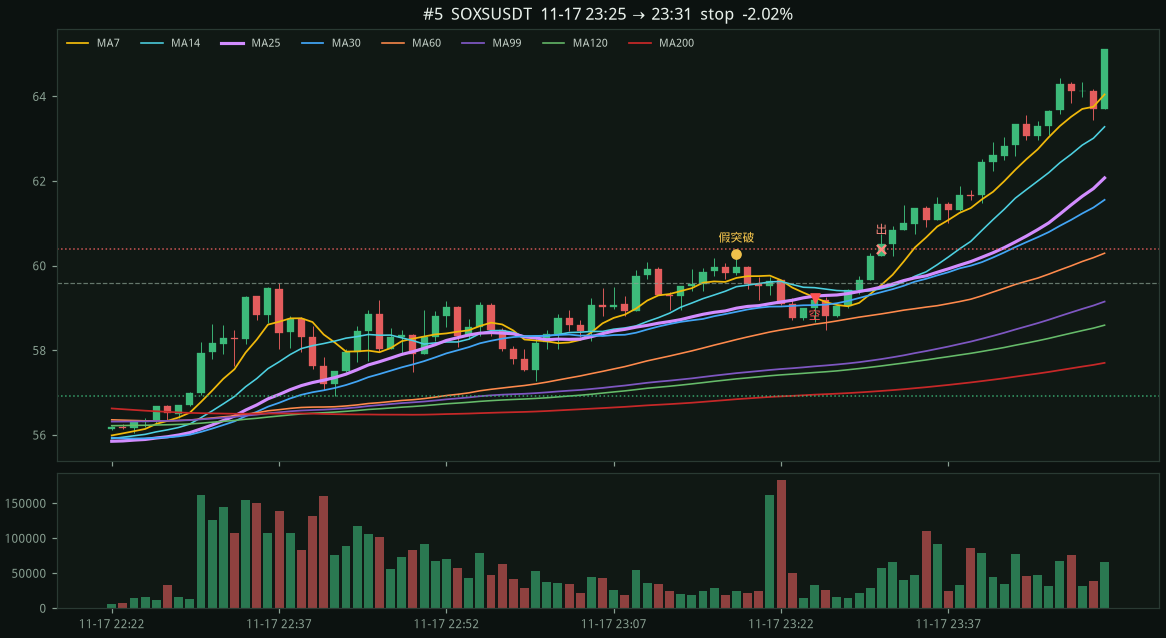 #5 SOXSUSDT 11-17 23:25 → 23:31 stop -2.02%
MA7 MA14 MA25 MA30 MA60 MA99 MA120 MA200
64
62
60
58
56
假突破
出
空
150000
100000
50000
0
11-17 22:22 11-17 22:37 11-17 22:52 11-17 23:07 11-17 23:22 11-17 23:37